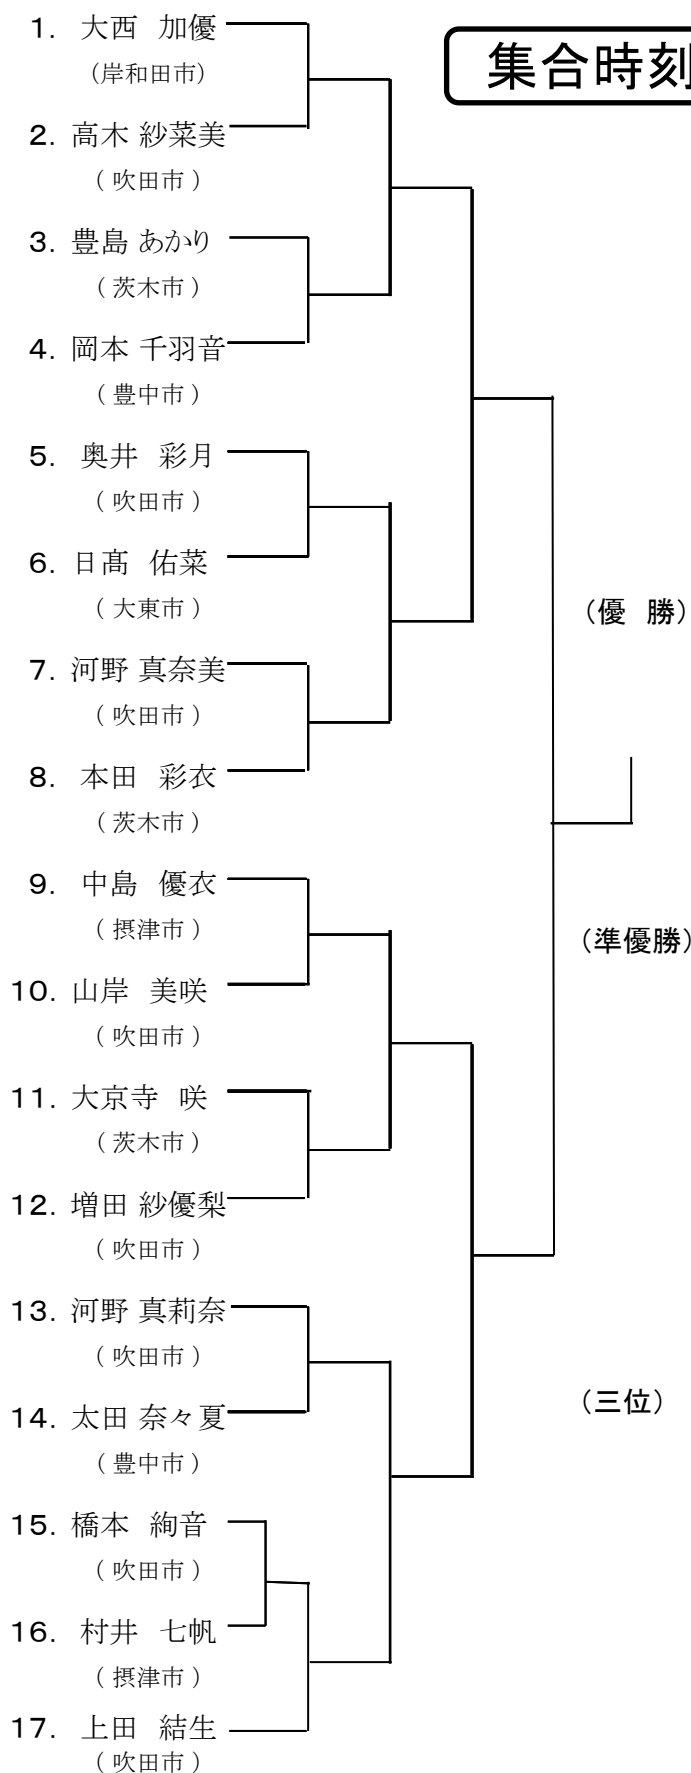 集合時刻
1. 大西 加優
(岸和田市)
2. 高木 紗菜美
(吹田市)
3. 豊島 あかり
(茨木市)
4. 岡本 千羽音
(豊中市)
5. 奥井 彩月
(吹田市)
6. 日髙 佑菜
(大東市)
7. 河野 真奈美
(吹田市)
8. 本田 彩衣
(茨木市)
9. 中島 優衣
(摂津市)
10. 山岸 美咲
(吹田市)
11. 大京寺 咲
(茨木市)
12. 増田 紗優梨
(吹田市)
13. 河野 真莉奈
(吹田市)
14. 太田 奈々夏
(豊中市)
15. 橋本 絢音
(吹田市)
16. 村井 七帆
(摂津市)
17. 上田 結生
(吹田市)
(優 勝)
(準優勝)
(三位)